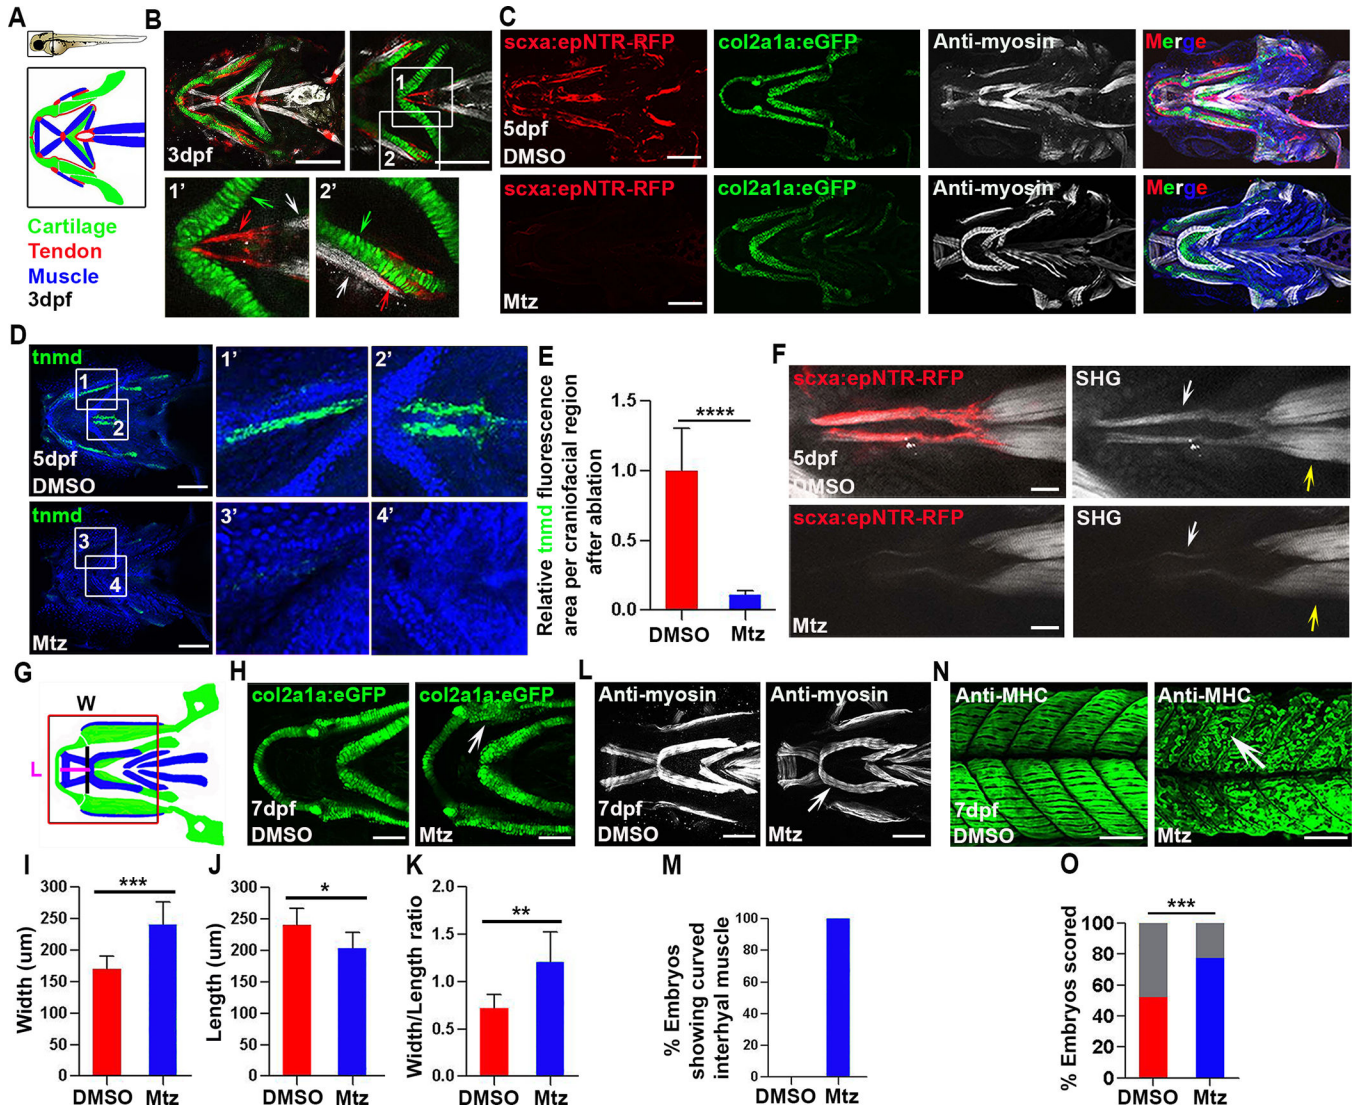 A
Cartilage
Tendon
Muscle
3dpf
B
3dpf
1
2
1’
2’
C
scxa:epNTR-RFP
col2a1a:eGFP
Anti-myosin
Merge
5dpf
DMSO
scxa:epNTR-RFP
col2a1a:eGFP
Anti-myosin
Merge
Mtz
D
tnmd
1
2
5dpf
DMSO
1’
2’
tnmd
3
4
Mtz
3’
4’
E
Relative tnmd fluorescence
area per craniofacial region
after ablation
1.5
1.0
0.5
0.0
****
DMSO
Mtz
F
scxa:epNTR-RFP
SHG
5dpf
DMSO
scxa:epNTR-RFP
SHG
Mtz
G
W
L
H
col2a1a:eGFP
col2a1a:eGFP
7dpf
DMSO
Mtz
L
Anti-myosin
Anti-myosin
7dpf
DMSO
Mtz
N
Anti-MHC
Anti-MHC
7dpf
DMSO
Mtz
I
Width (um)
300
250
200
150
100
50
0
***
DMSO
Mtz
J
Length (um)
300
250
200
150
100
50
0
*
DMSO
Mtz
K
Width/Length ratio
2.0
1.5
1.0
0.5
0.0
**
DMSO
Mtz
M
% Embryos
showing curved
interhyal muscle
100
80
60
40
20
0
DMSO
Mtz
O
% Embryos scored
100
80
60
40
20
0
***
DMSO
Mtz